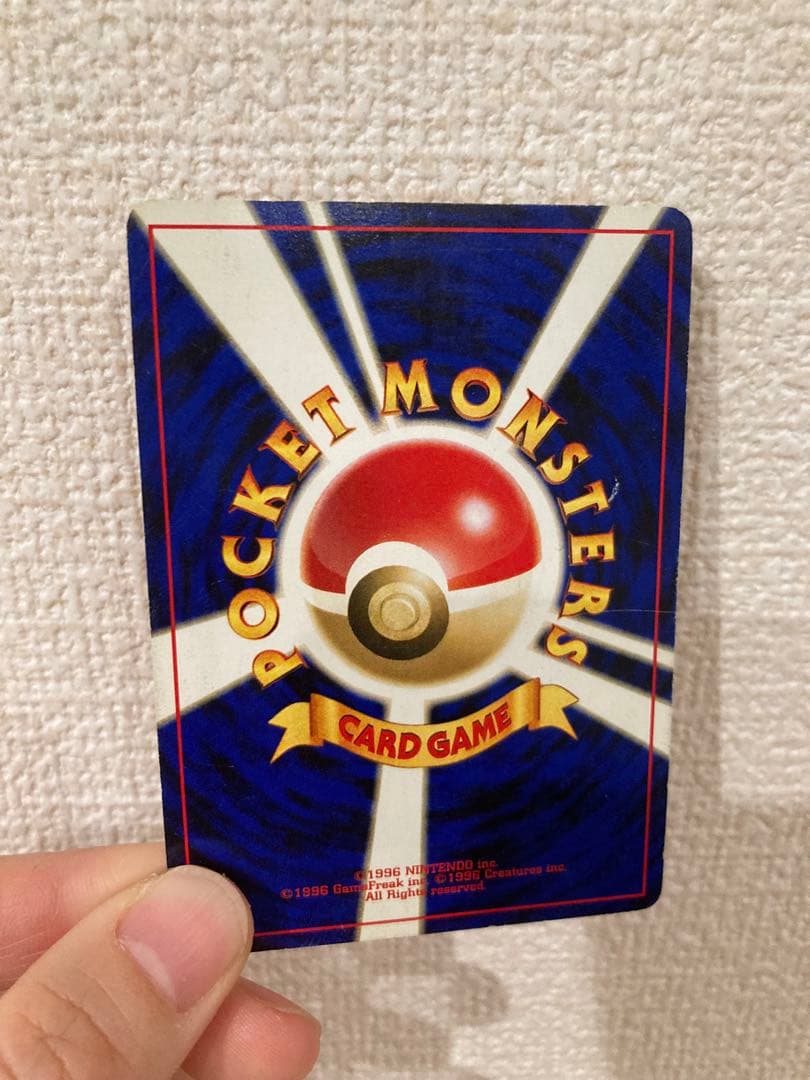 POCKET MONSTERS
CARD GAME
©1996 NINTENDO inc.
©1996 GameFreak inc. ©1996 Creatures inc.
All Rights reserved.